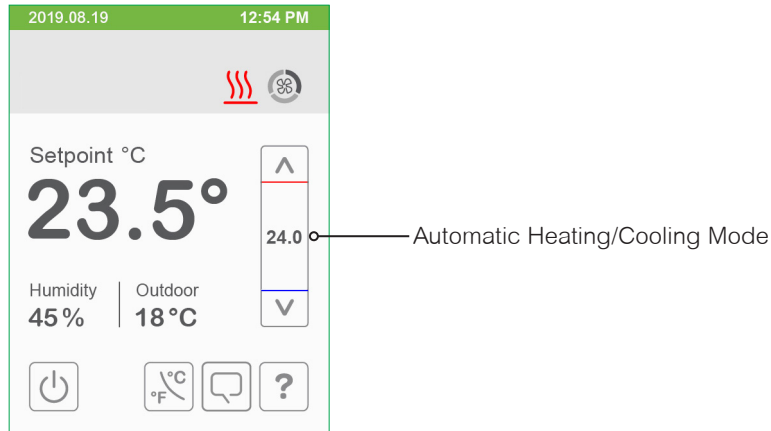 2019.08.19 12:54 PM
Setpoint °C
23.5°
24.0
Automatic Heating/Cooling Mode
Humidity Outdoor
45% 18°C
°C
°F
?